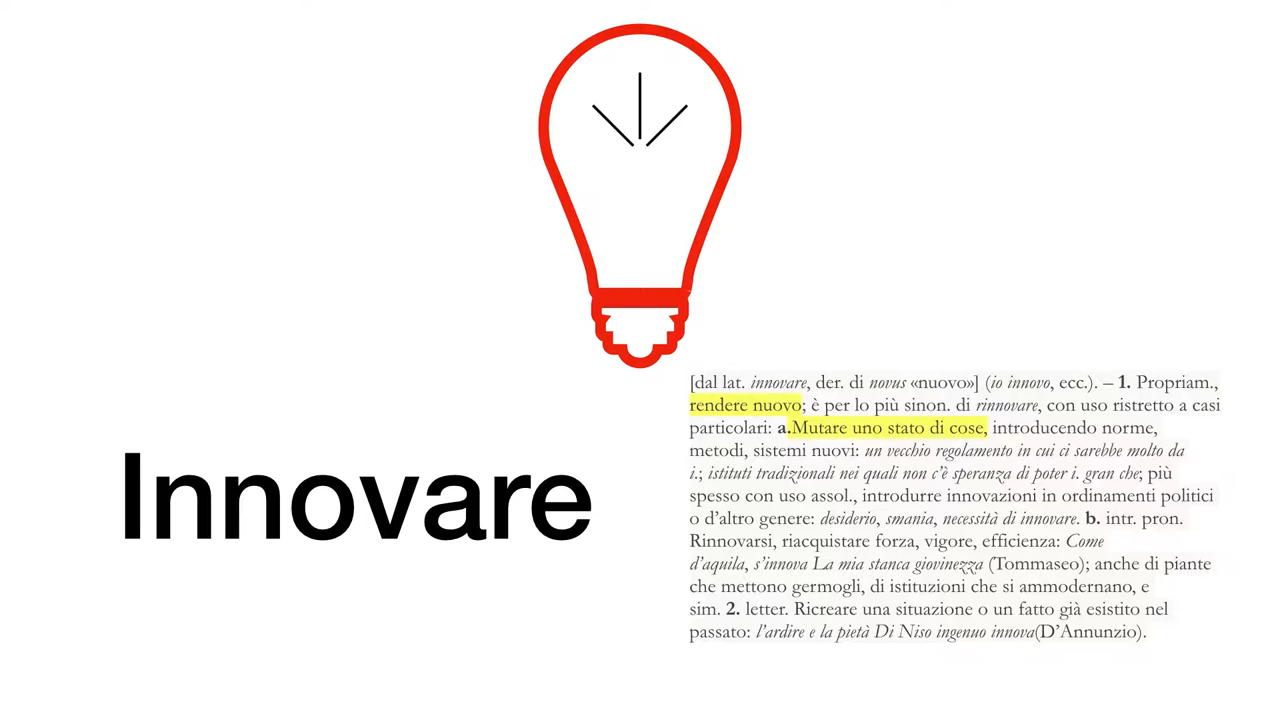 Innovare
[dal lat. innovare, der. di novus «nuovo»] (io innovo, ecc.). – 1. Propriam.,
rendere nuovo; è per lo più sinon. di rinnovare, con uso ristretto a casi
particolari: a.Mutare uno stato di cose, introducendo norme,
metodi, sistemi nuovi: un vecchio regolamento in cui ci sarebbe molto da
i.; istituti tradizionali nei quali non c’è speranza di poter i. gran che; più
spesso con uso assol., introdurre innovazioni in ordinamenti politici
o d’altro genere: desiderio, smania, necessità di innovare. b. intr. pron.
Rinnovarsi, riacquistare forza, vigore, efficienza: Come
d’aquila, s’innova La mia stanca giovinezza (Tommaseo); anche di piante
che mettono germogli, di istituzioni che si ammodernano, e
sim. 2. letter. Ricreare una situazione o un fatto già esistito nel
passato: l’ardire e la pietà Di Niso ingenuo innova(D’Annunzio).